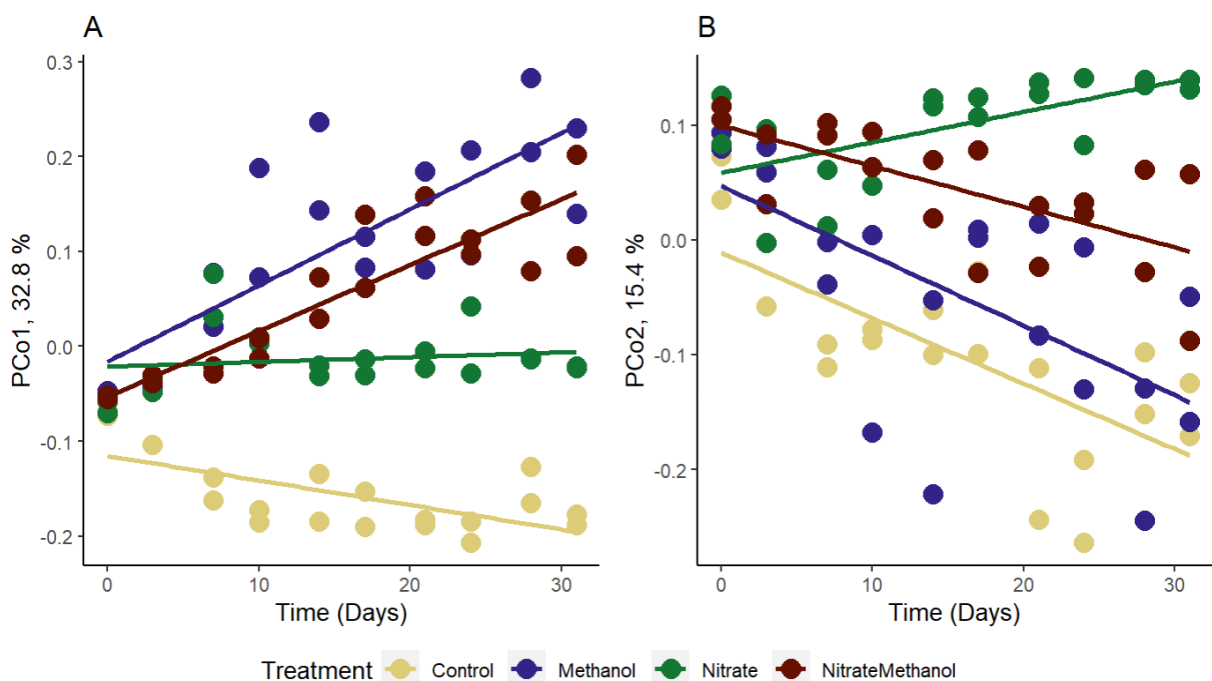 A
B
PCo1, 32.8 %
0.3
0.2
0.1
0.0
-0.1
-0.2
0
10
20
30
Time (Days)
PCo2, 15.4 %
0.1
0.0
-0.1
-0.2
0
10
20
30
Time (Days)
Treatment Control Methanol Nitrate NitrateMethanol